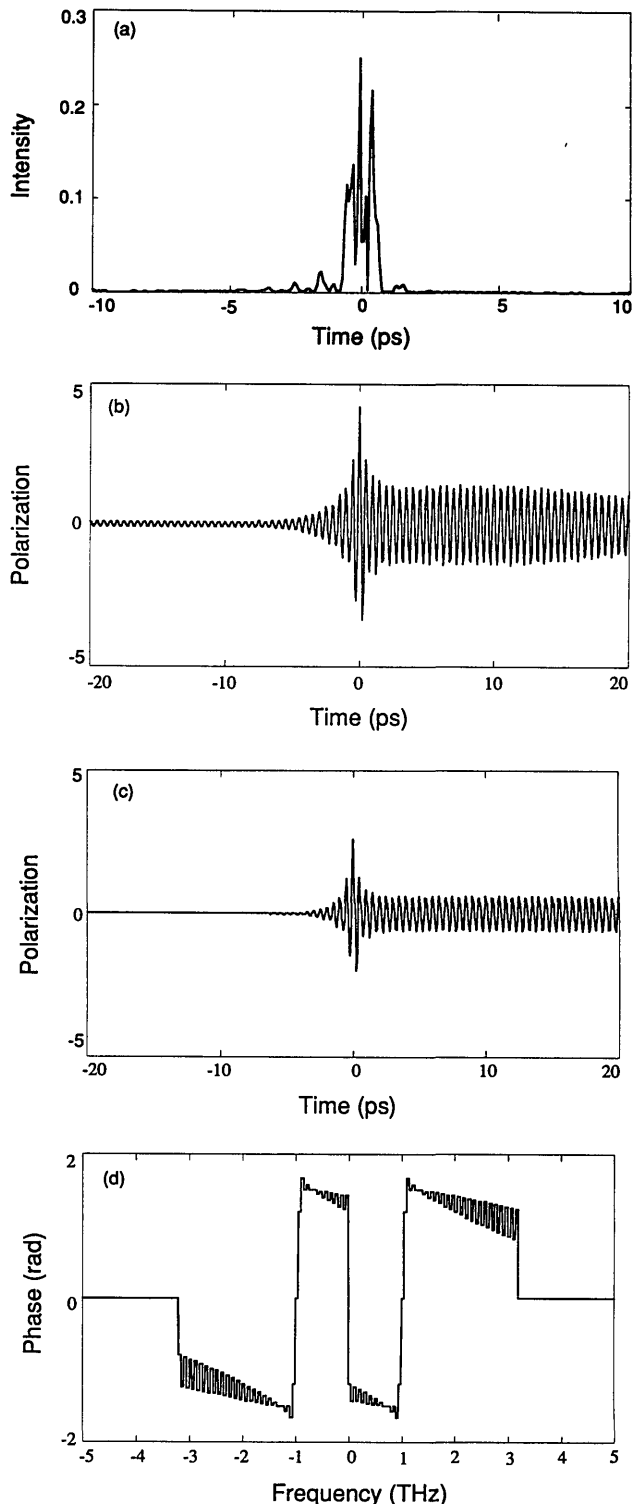 (a)
0.3
0.2
0.1
0
Intensity
-10 -5 0 5 10
Time (ps)
(b)
5
0
-5
Polarization
-20 -10 0 10 20
Time (ps)
(c)
5
0
-5
Polarization
-20 -10 0 10 20
Time (ps)
(d)
2
0
-2
Phase (rad)
-5 -4 -3 -2 -1 0 1 2 3 4 5
Frequency (THz)